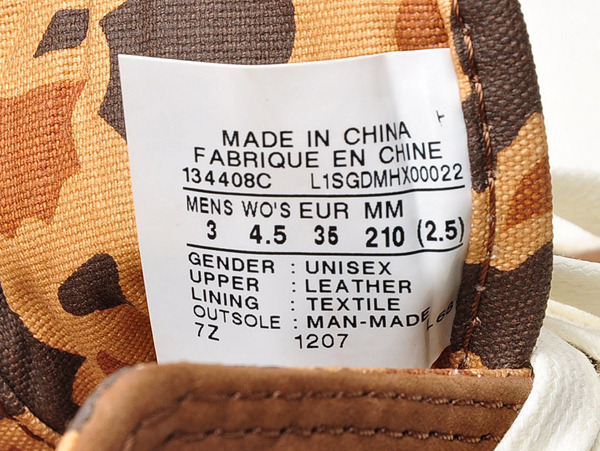 MADE IN CHINA
FABRIQUE EN CHINE
134408C L1SGDMHX00022
MENS WO'S EUR MM
3 4.5 35 210 (2.5)
GENDER : UNISEX
UPPER : LEATHER
LINING : TEXTILE
OUTSOLE : MAN-MADE
7Z 1207